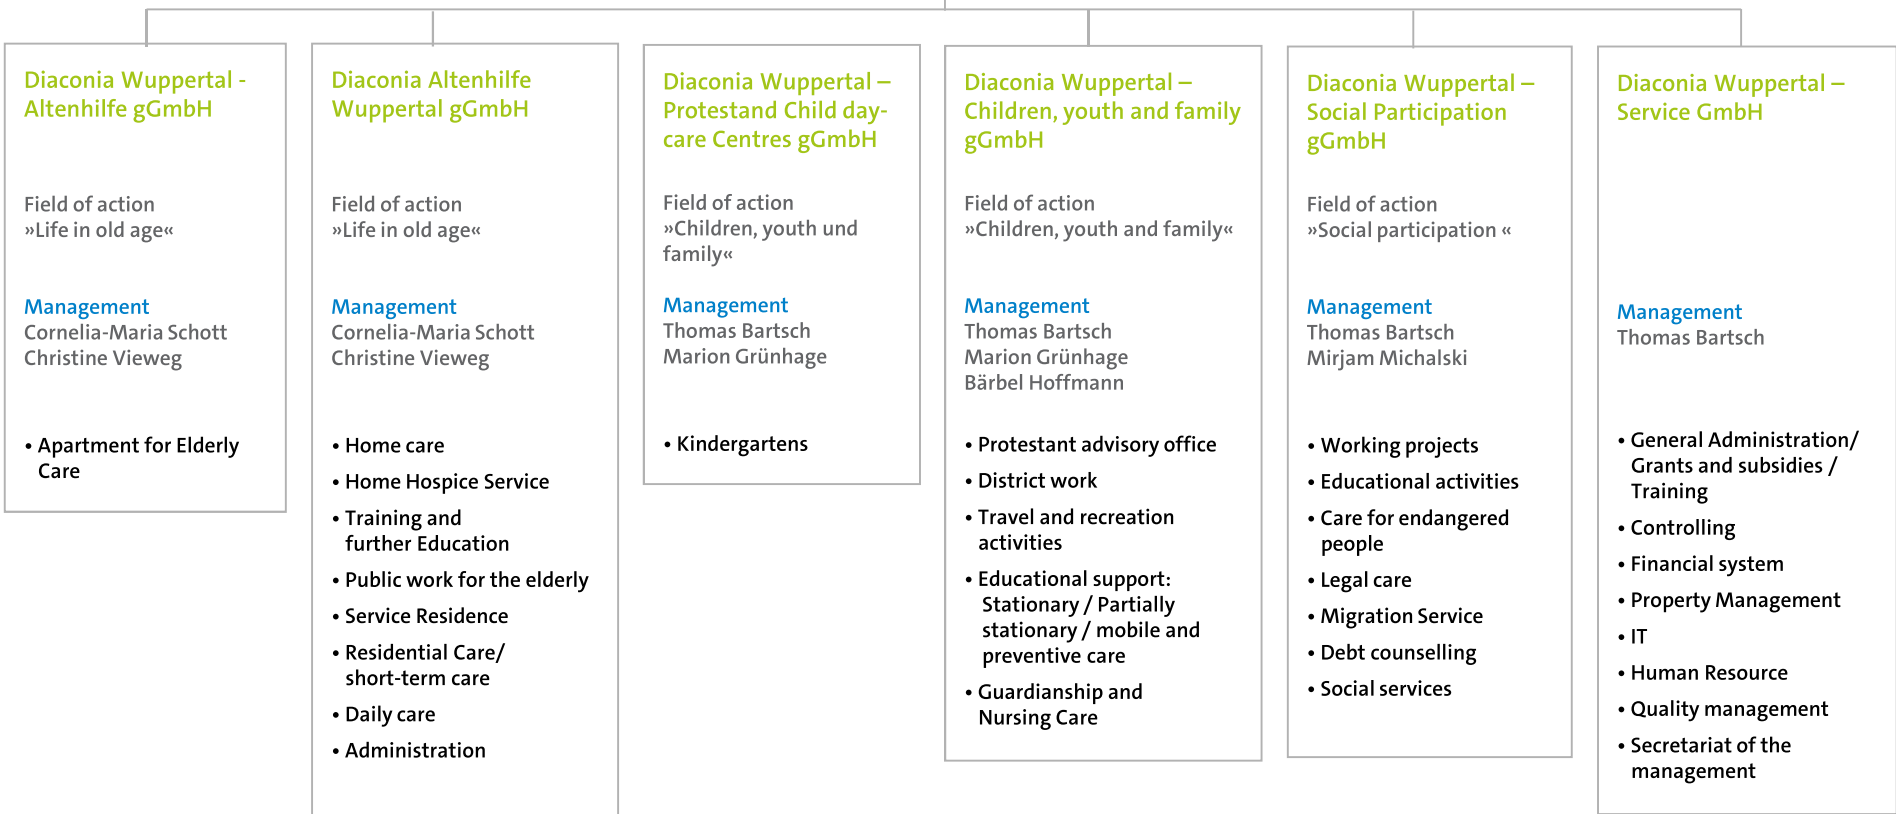 Diaconia Wuppertal -
Altenhilfe gGmbH
Field of action
»Life in old age«
Management
Cornelia-Maria Schott
Christine Vieweg
• Apartment for Elderly
Care
Diaconia Altenhilfe
Wuppertal gGmbH
Field of action
»Life in old age«
Management
Cornelia-Maria Schott
Christine Vieweg
• Home care
• Home Hospice Service
• Training and
further Education
• Public work for the elderly
• Service Residence
• Residential Care/
short-term care
• Daily care
• Administration
Diaconia Wuppertal –
Protestand Child day-
care Centres gGmbH
Field of action
»Children, youth und
family«
Management
Thomas Bartsch
Marion Grünhage
• Kindergartens
Diaconia Wuppertal –
Children, youth and family
gGmbH
Field of action
»Children, youth and family«
Management
Thomas Bartsch
Marion Grünhage
Bärbel Hoffmann
• Protestant advisory office
• District work
• Travel and recreation
activities
• Educational support:
Stationary / Partially
stationary / mobile and
preventive care
• Guardianship and
Nursing Care
Diaconia Wuppertal –
Social Participation
gGmbH
Field of action
»Social participation «
Management
Thomas Bartsch
Mirjam Michalski
• Working projects
• Educational activities
• Care for endangered
people
• Legal care
• Migration Service
• Debt counselling
• Social services
Diaconia Wuppertal –
Service GmbH
Management
Thomas Bartsch
• General Administration/
Grants and subsidies /
Training
• Controlling
• Financial system
• Property Management
• IT
• Human Resource
• Quality management
• Secretariat of the
management